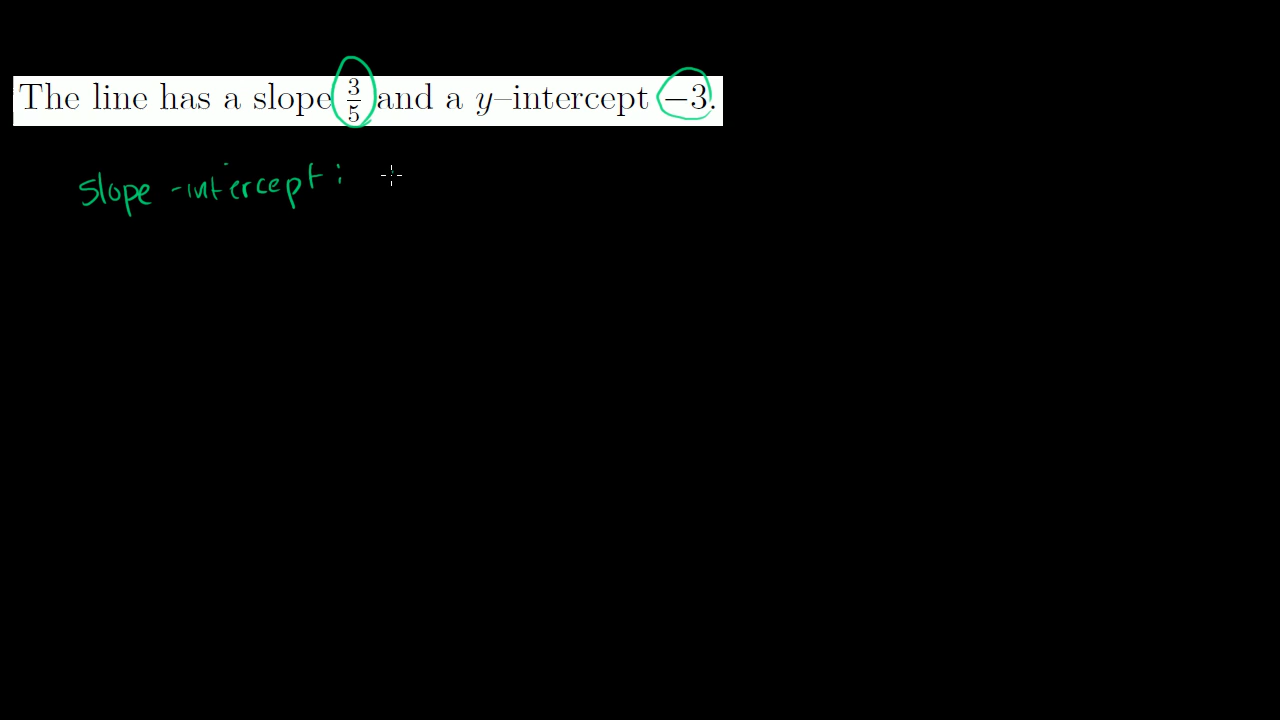 The line has a slope 3/5 and a y–intercept −3.
slope -intercept: